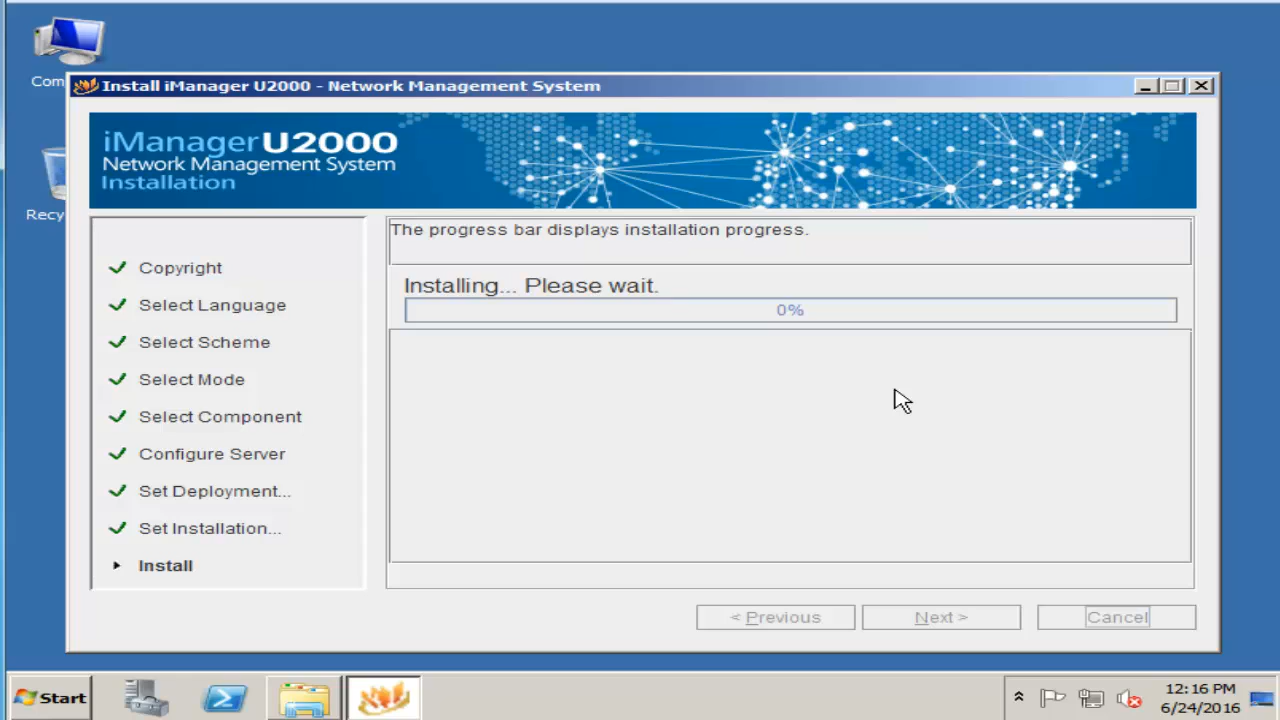 Com
Install iManager U2000 - Network Management System
iManager U2000
Network Management System
Installation
Recy
Copyright
Select Language
Select Scheme
Select Mode
Select Component
Configure Server
Set Deployment...
Set Installation...
Install
The progress bar displays installation progress.
Installing... Please wait.
0%
< Previous
Next >
Cancel
Start
12:16 PM
6/24/2016